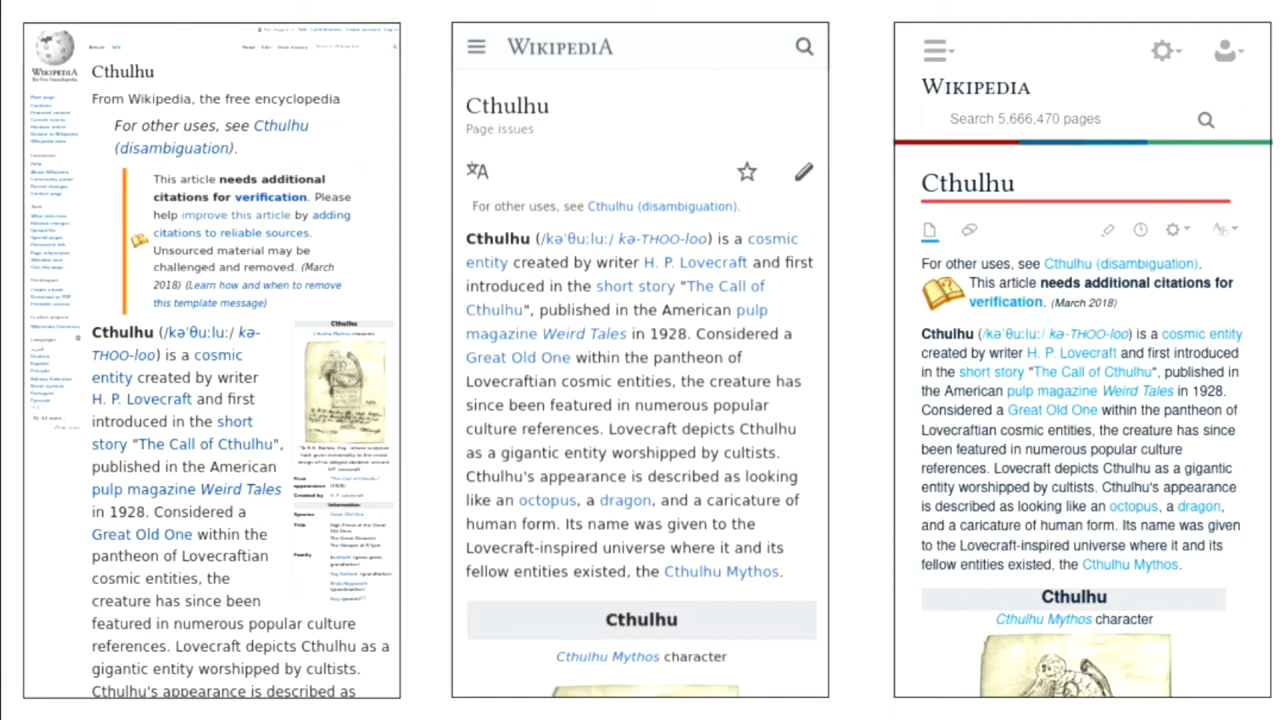 WIKIPEDIA
The Free Encyclopedia
Article Talk
Read Edit View history
Cthulhu
From Wikipedia, the free encyclopedia
For other uses, see Cthulhu
(disambiguation).
This article needs additional
citations for verification. Please
help improve this article by adding
citations to reliable sources.
Unsourced material may be
challenged and removed. (March
2018) (Learn how and when to remove
this template message)
Cthulhu (/kəˈθuːluː/ kə-
THOO-loo) is a cosmic
entity created by writer
H. P. Lovecraft and first
introduced in the short
story "The Call of Cthulhu",
published in the American
pulp magazine Weird Tales
in 1928. Considered a
Great Old One within the
pantheon of Lovecraftian
cosmic entities, the
creature has since been
featured in numerous popular culture
references. Lovecraft depicts Cthulhu as a
gigantic entity worshipped by cultists.
Cthulhu's appearance is described as
Cthulhu
Cthulhu Mythos character
WIKIPEDIA
Cthulhu
Page issues
For other uses, see Cthulhu (disambiguation).
Cthulhu (/kəˈθuːluː/ kə-THOO-loo) is a cosmic
entity created by writer H. P. Lovecraft and first
introduced in the short story "The Call of
Cthulhu", published in the American pulp
magazine Weird Tales in 1928. Considered a
Great Old One within the pantheon of
Lovecraftian cosmic entities, the creature has
since been featured in numerous popular
culture references. Lovecraft depicts Cthulhu
as a gigantic entity worshipped by cultists.
Cthulhu's appearance is described as looking
like an octopus, a dragon, and a caricature of
human form. Its name was given to the
Lovecraft-inspired universe where it and its
fellow entities existed, the Cthulhu Mythos.
Cthulhu
Cthulhu Mythos character
WIKIPEDIA
Search 5,666,470 pages
Cthulhu
For other uses, see Cthulhu (disambiguation).
This article needs additional citations for
verification. (March 2018)
Cthulhu (/kəˈθuːluː/ kə-THOO-loo) is a cosmic entity
created by writer H. P. Lovecraft and first introduced
in the short story "The Call of Cthulhu", published in
the American pulp magazine Weird Tales in 1928.
Considered a Great Old One within the pantheon of
Lovecraftian cosmic entities, the creature has since
been featured in numerous popular culture
references. Lovecraft depicts Cthulhu as a gigantic
entity worshipped by cultists. Cthulhu's appearance
is described as looking like an octopus, a dragon,
and a caricature of human form. Its name was given
to the Lovecraft-inspired universe where it and its
fellow entities existed, the Cthulhu Mythos.
Cthulhu
Cthulhu Mythos character